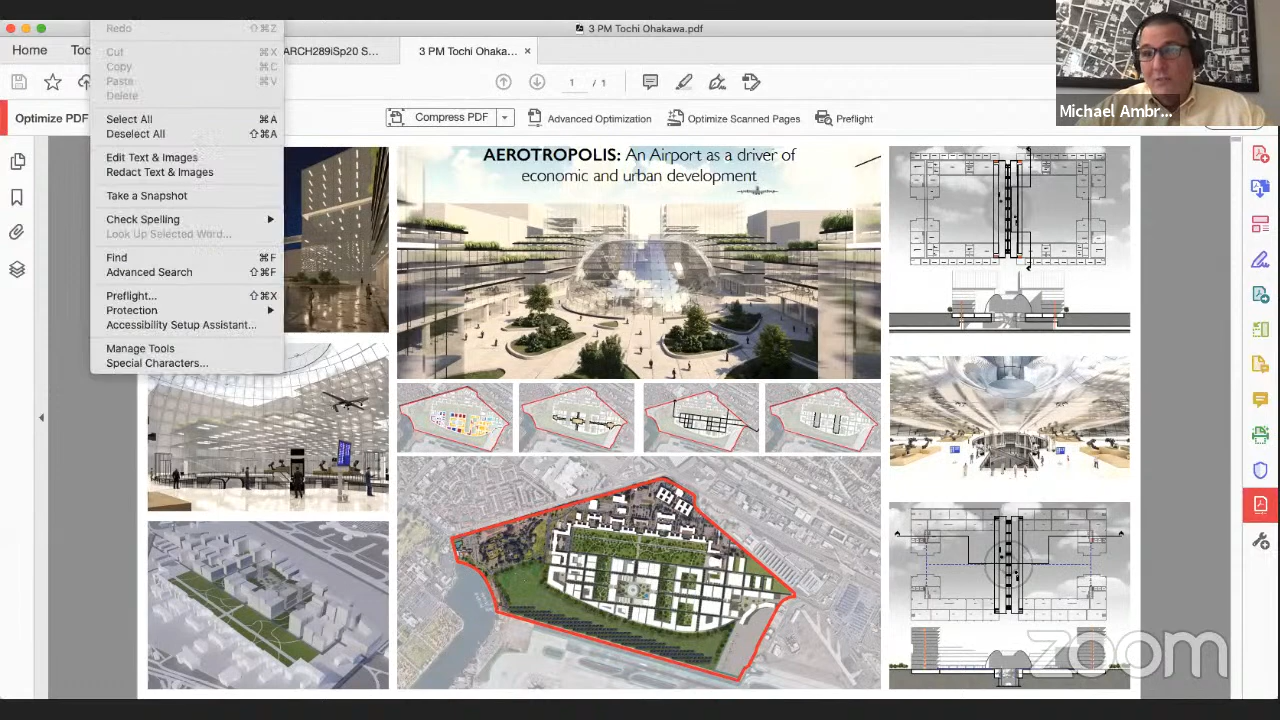 3 PM Tochi Ohakawa.pdf
Home
Too
ARCH289iSp20 S...
3 PM Tochi Ohaka... ×
1 / 1
Optimize PDF
Compress PDF
Advanced Optimization
Optimize Scanned Pages
Preflight
Michael Ambr...
Redo ⇧⌘Z
Cut ⌘X
Copy ⌘C
Paste ⌘V
Delete
Select All ⌘A
Deselect All ⇧⌘A
Edit Text & Images
Redact Text & Images
Take a Snapshot
Check Spelling
Look Up Selected Word...
Find ⌘F
Advanced Search ⇧⌘F
Preflight... ⇧⌘X
Protection
Accessibility Setup Assistant...
Manage Tools
Special Characters...
AEROTROPOLIS: An Airport as a driver of
economic and urban development
zoom